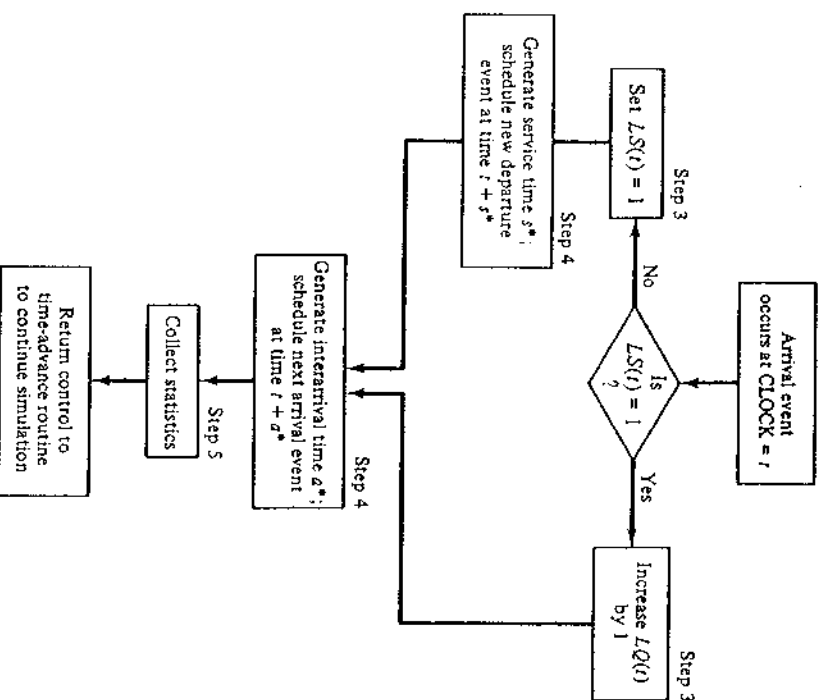 Arrival event
occurs at CLOCK = t
Is
LS(t) = 1
?
No
Yes
Step 3
Set LS(t) = 1
Step 3
Increase LQ(t)
by 1
Step 4
Generate service time s*;
schedule new departure
event at time t + s*
Step 4
Generate interarrival time a*;
schedule next arrival event
at time t + a*
Step 5
Collect statistics
Return control to
time-advance routine
to continue simulation